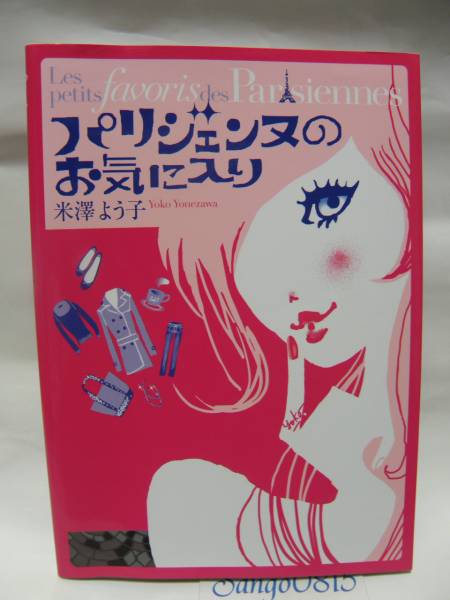 Les
petits favoris des Parisiennes
パリジェンヌの
お気に入り
米澤よう子 Yoko Yonezawa
yoko.
Sango0815